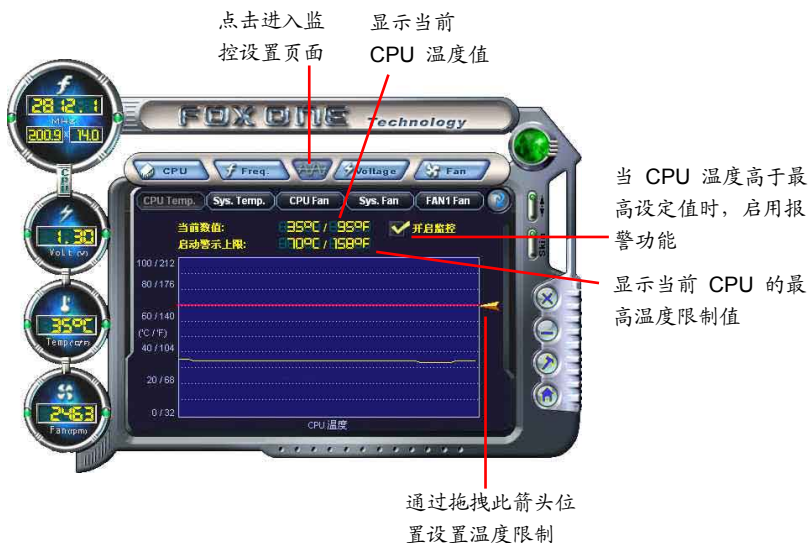 点击进入监
控设置页面
显示当前
CPU 温度值
2812.1
MHz
200.9 × 14.0
FOX ONE Technology
CPU
Freq.
Voltage
Fan
CPU
CPU Temp.
Sys. Temp.
CPU Fan
Sys. Fan
FAN1 Fan
当 CPU 温度高于最
高设定值时，启用报
警功能
当前数值: 35℃ / 95℉
开启监控
启动警示上限: 70℃ / 158℉
Skin
1.30
Volt (V)
显示当前 CPU 的最
高温度限制值
100 / 212
80 / 176
60 / 140
(℃ / ℉)
40 / 104
20 / 68
0 / 32
CPU 温度
35℃
Temp(℃/℉)
2463
Fan(rpm)
通过拖拽此箭头位
置设置温度限制